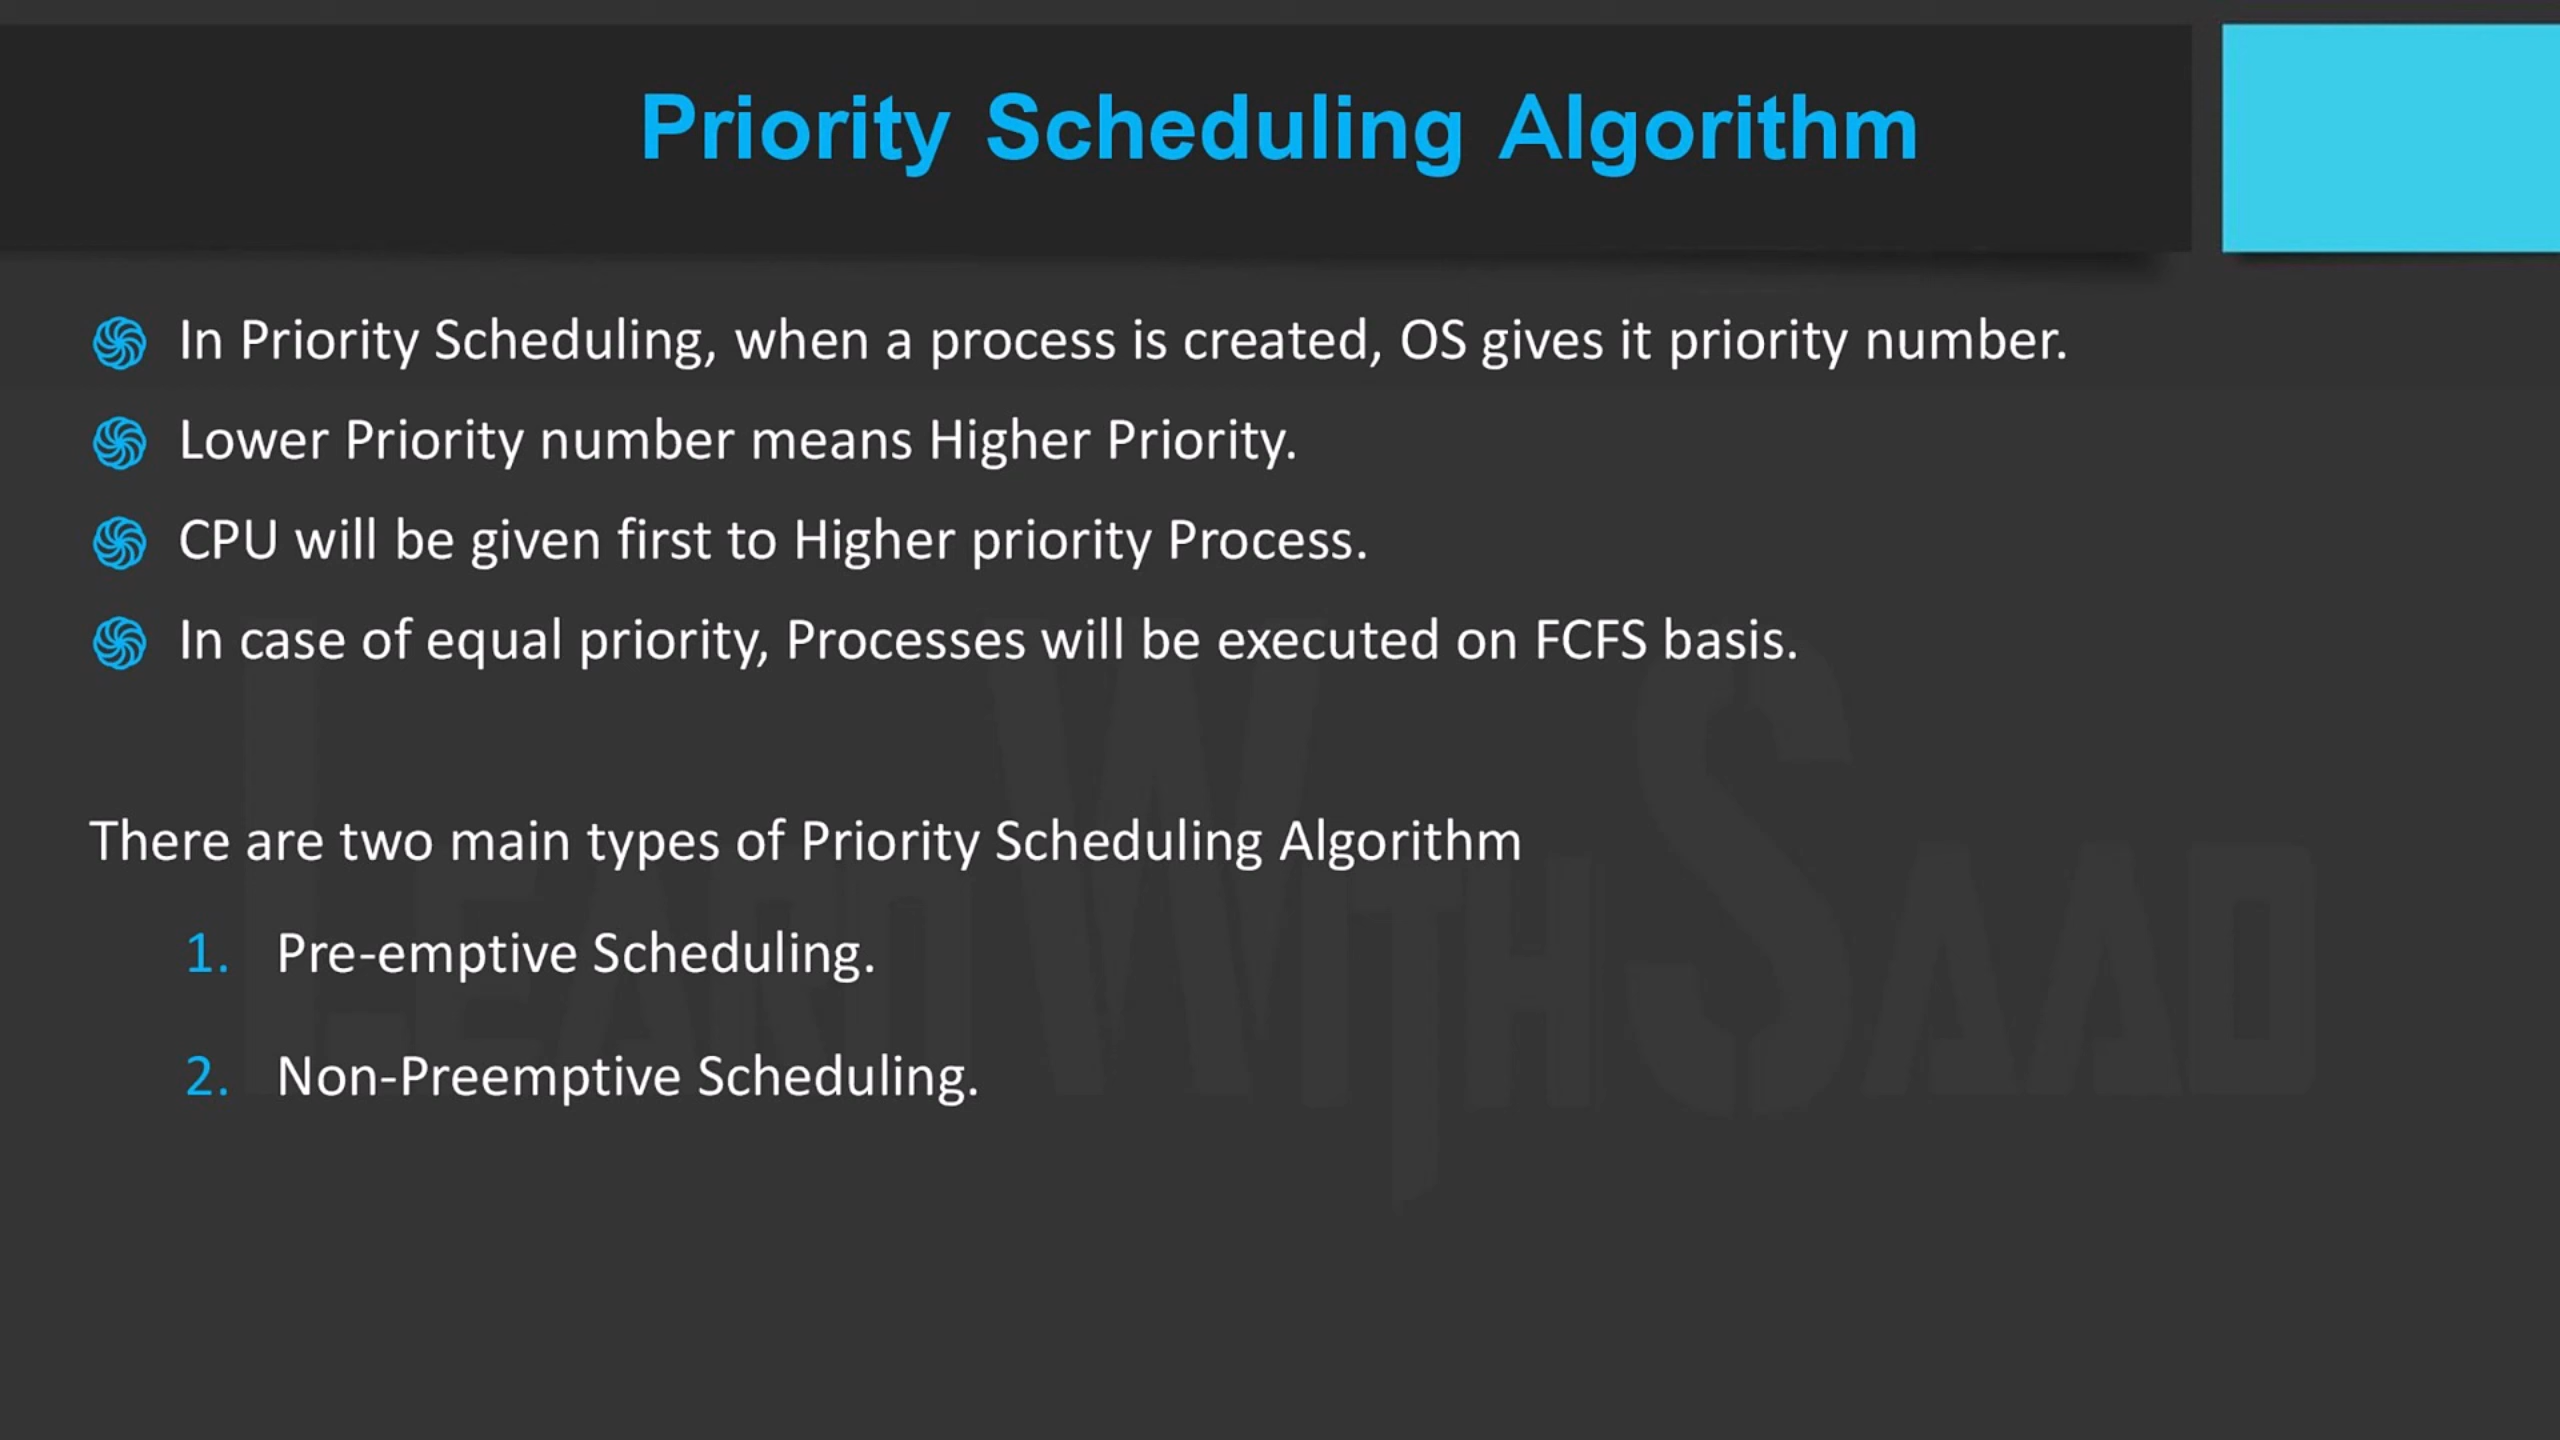 Priority Scheduling Algorithm
In Priority Scheduling, when a process is created, OS gives it priority number.
Lower Priority number means Higher Priority.
CPU will be given first to Higher priority Process.
In case of equal priority, Processes will be executed on FCFS basis.
There are two main types of Priority Scheduling Algorithm
1. Pre-emptive Scheduling.
2. Non-Preemptive Scheduling.
LEARN WITH SAAD